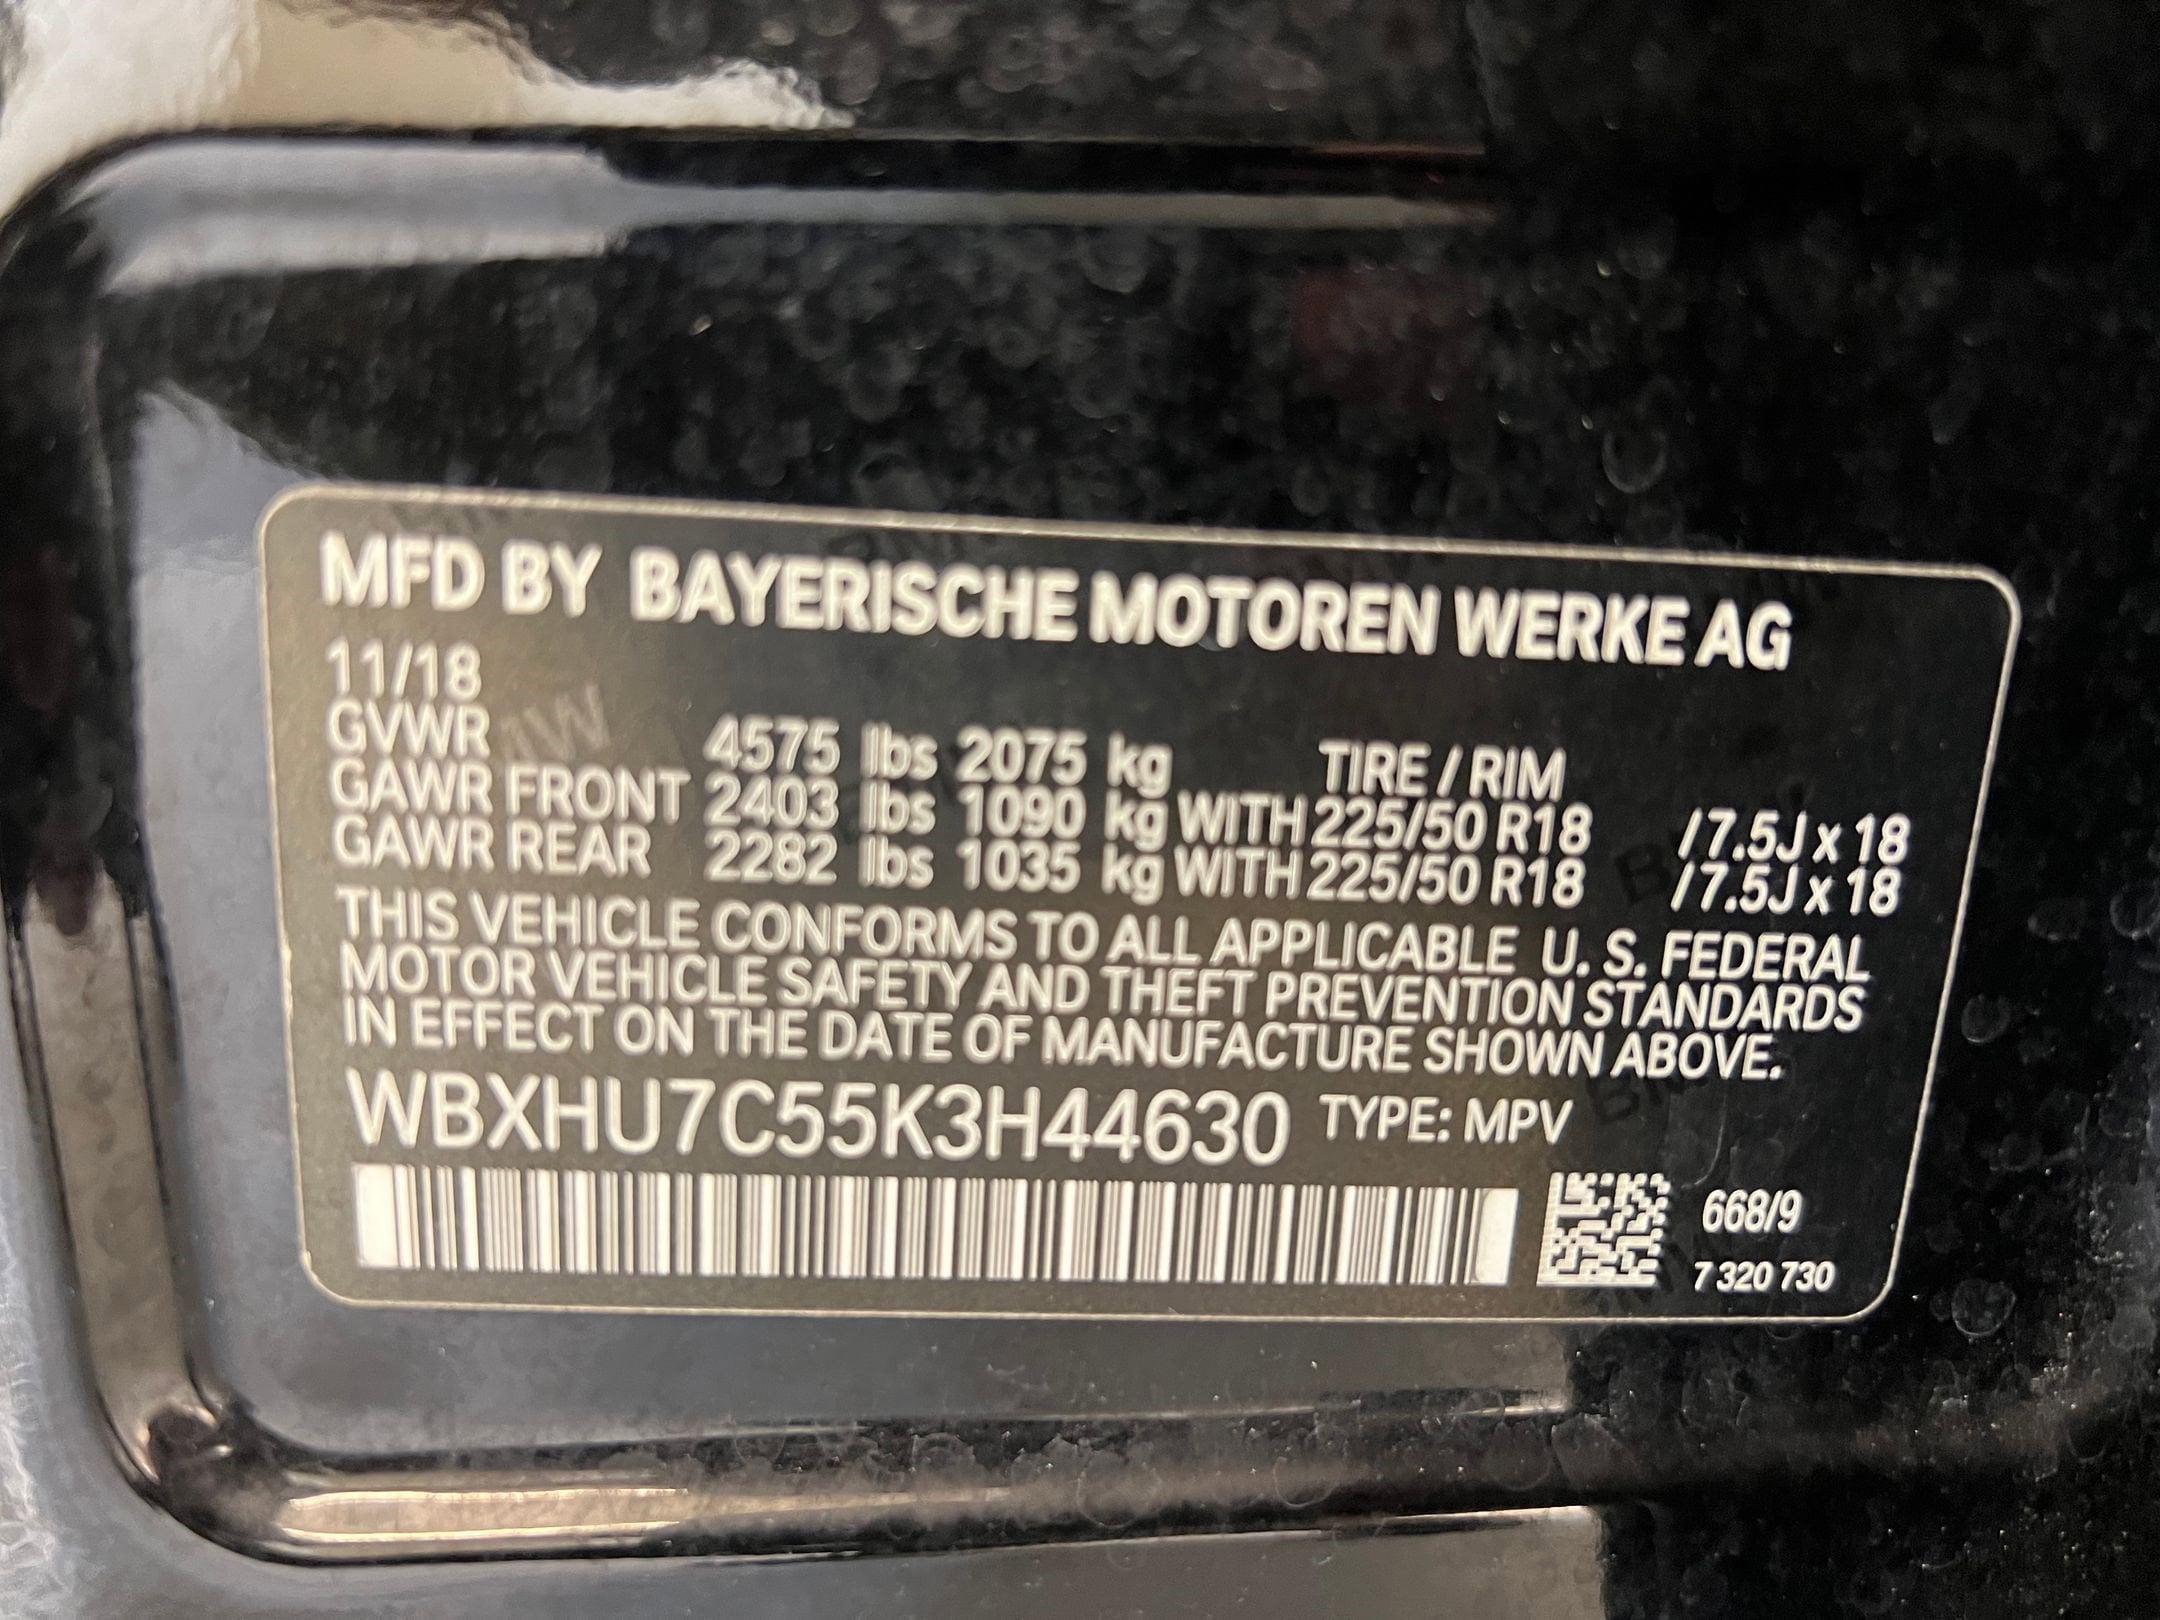 MFD BY BAYERISCHE MOTOREN WERKE AG
11/18
GVWR 4575 lbs 2075 kg TIRE / RIM
GAWR FRONT 2403 lbs 1090 kg WITH 225/50 R18 / 7.5J x 18
GAWR REAR 2282 lbs 1035 kg WITH 225/50 R18 / 7.5J x 18
THIS VEHICLE CONFORMS TO ALL APPLICABLE U. S. FEDERAL
MOTOR VEHICLE SAFETY AND THEFT PREVENTION STANDARDS
IN EFFECT ON THE DATE OF MANUFACTURE SHOWN ABOVE.
WBXHU7C55K3H44630 TYPE: MPV
668/9
7 320 730